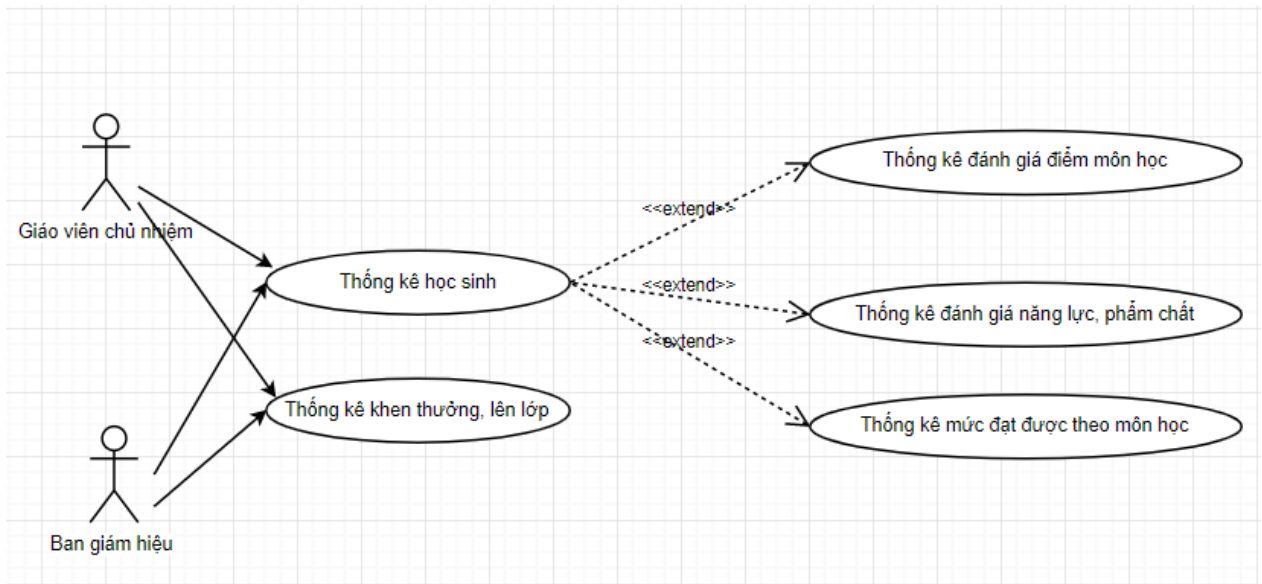 Giáo viên chủ nhiệm
Ban giám hiệu
Thống kê học sinh
Thống kê khen thưởng, lên lớp
<<extend>>
<<extend>>
<<extend>>
Thống kê đánh giá điểm môn học
Thống kê đánh giá năng lực, phẩm chất
Thống kê mức đạt được theo môn học